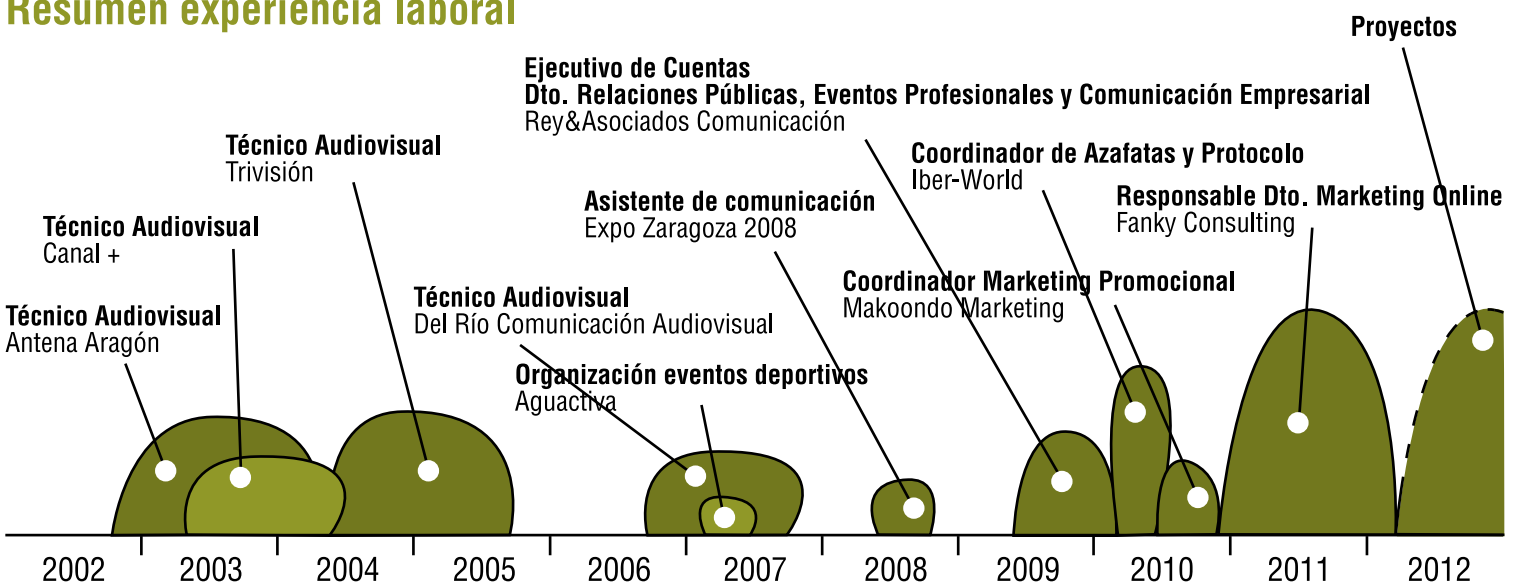 Resumen experiencia laboral
Proyectos
Ejecutivo de Cuentas
Dto. Relaciones Públicas, Eventos Profesionales y Comunicación Empresarial
Rey&Asociados Comunicación
Técnico Audiovisual
Trivisión
Coordinador de Azafatas y Protocolo
Iber-World
Asistente de comunicación
Expo Zaragoza 2008
Responsable Dto. Marketing Online
Fanky Consulting
Técnico Audiovisual
Canal +
Coordinador Marketing Promocional
Makoondo Marketing
Técnico Audiovisual
Del Río Comunicación Audiovisual
Técnico Audiovisual
Antena Aragón
Organización eventos deportivos
Aguactiva
2002 2003 2004 2005 2006 2007 2008 2009 2010 2011 2012